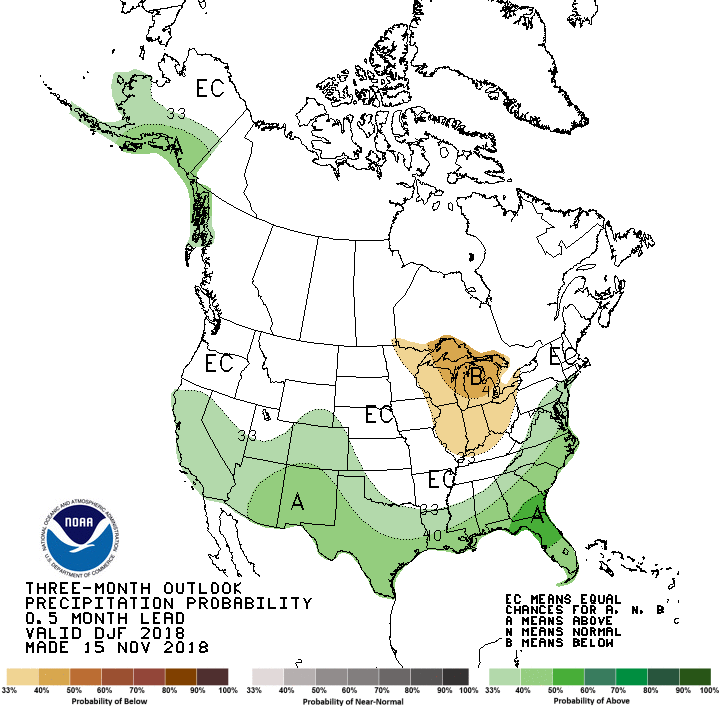 EC
33
A
EC
EC
B
40
EC
33
33
EC
33
A
40
A
NATIONAL OCEANIC AND ATMOSPHERIC ADMINISTRATION
NOAA
U.S. DEPARTMENT OF COMMERCE
THREE-MONTH OUTLOOK
PRECIPITATION PROBABILITY
0.5 MONTH LEAD
VALID DJF 2018
MADE 15 NOV 2018
EC MEANS EQUAL
CHANCES FOR A, N, B
A MEANS ABOVE
N MEANS NORMAL
B MEANS BELOW
33% 40% 50% 60% 70% 80% 90% 100%
Probability of Below
33% 40% 50% 60% 70% 80% 90% 100%
Probability of Near-Normal
33% 40% 50% 60% 70% 80% 90% 100%
Probability of Above